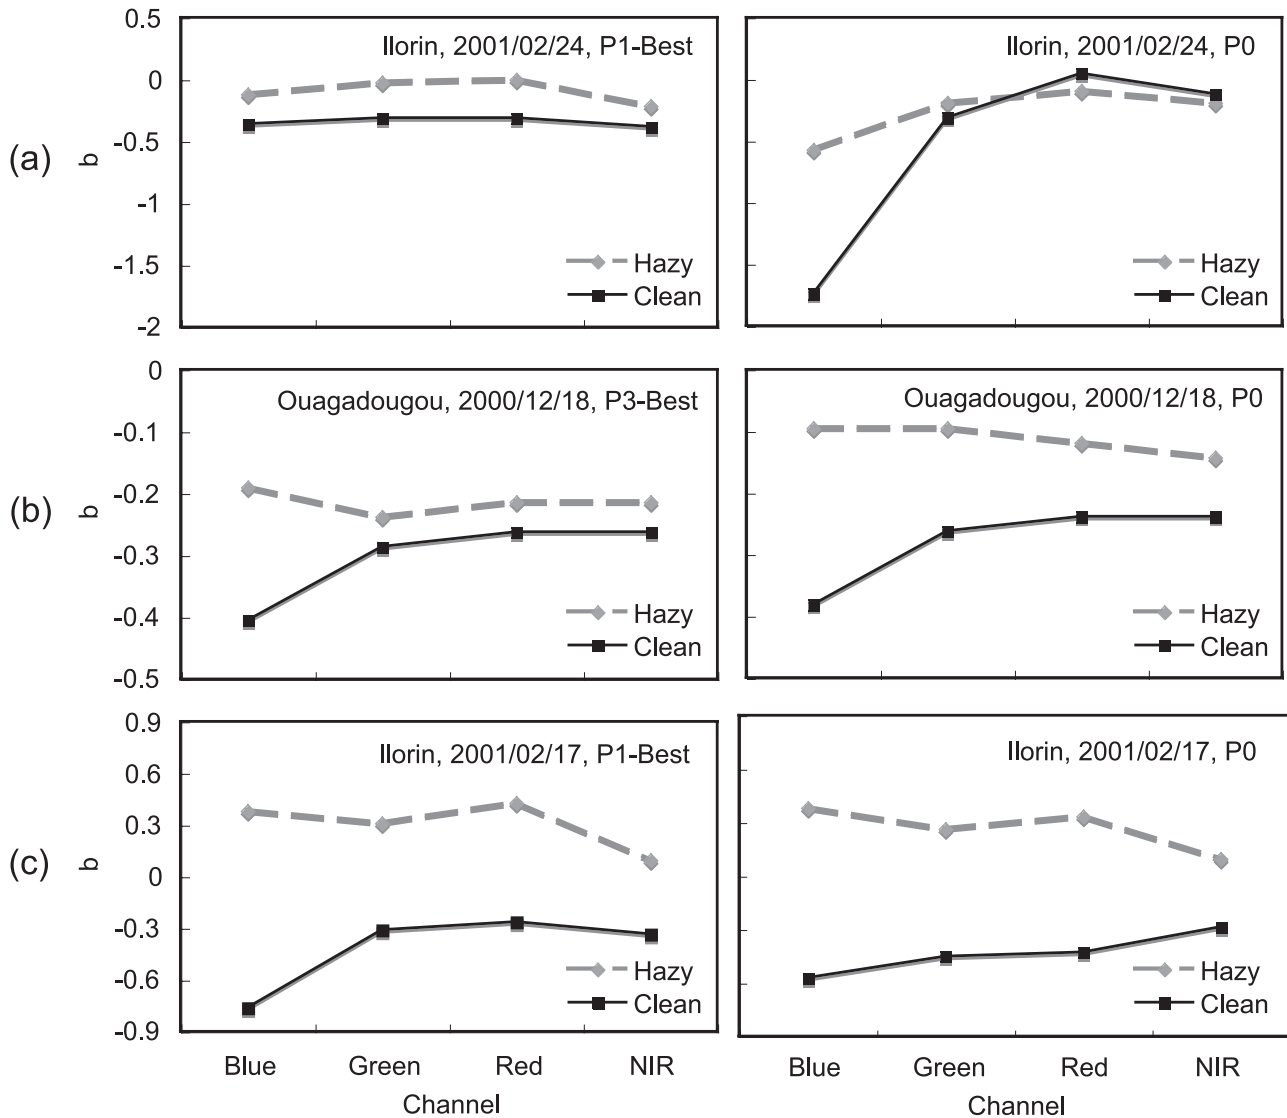 (a)
b
0.5
0
-0.5
-1
-1.5
-2
Ilorin, 2001/02/24, P1-Best
Hazy
Clean
Ilorin, 2001/02/24, P0
Hazy
Clean
(b)
b
0
-0.1
-0.2
-0.3
-0.4
-0.5
Ouagadougou, 2000/12/18, P3-Best
Hazy
Clean
Ouagadougou, 2000/12/18, P0
Hazy
Clean
(c)
b
0.9
0.6
0.3
0
-0.3
-0.6
-0.9
Ilorin, 2001/02/17, P1-Best
Hazy
Clean
Blue Green Red NIR
Channel
Ilorin, 2001/02/17, P0
Hazy
Clean
Blue Green Red NIR
Channel